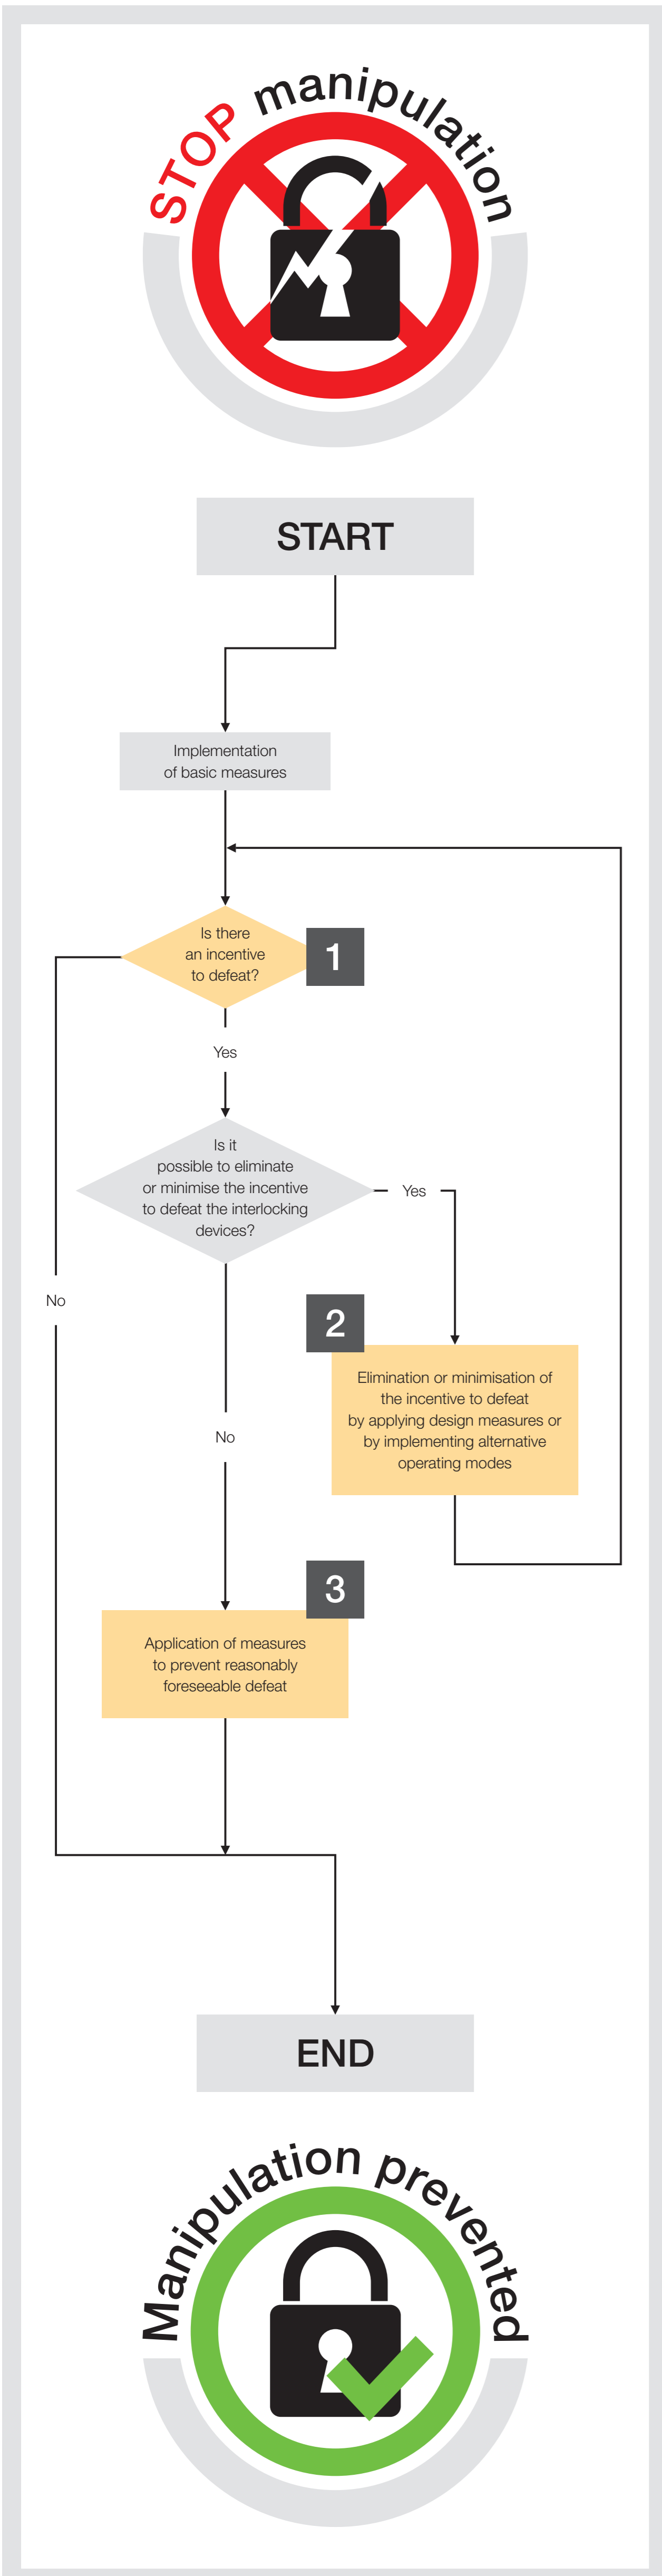 STOP manipulation
START
Implementation
of basic measures
Is there
an incentive
to defeat?
1
Yes
Is it
possible to eliminate
or minimise the incentive
to defeat the interlocking
devices?
Yes
No
2
Elimination or minimisation of
the incentive to defeat
by applying design measures or
by implementing alternative
operating modes
No
3
Application of measures
to prevent reasonably
foreseeable defeat
END
Manipulation prevented